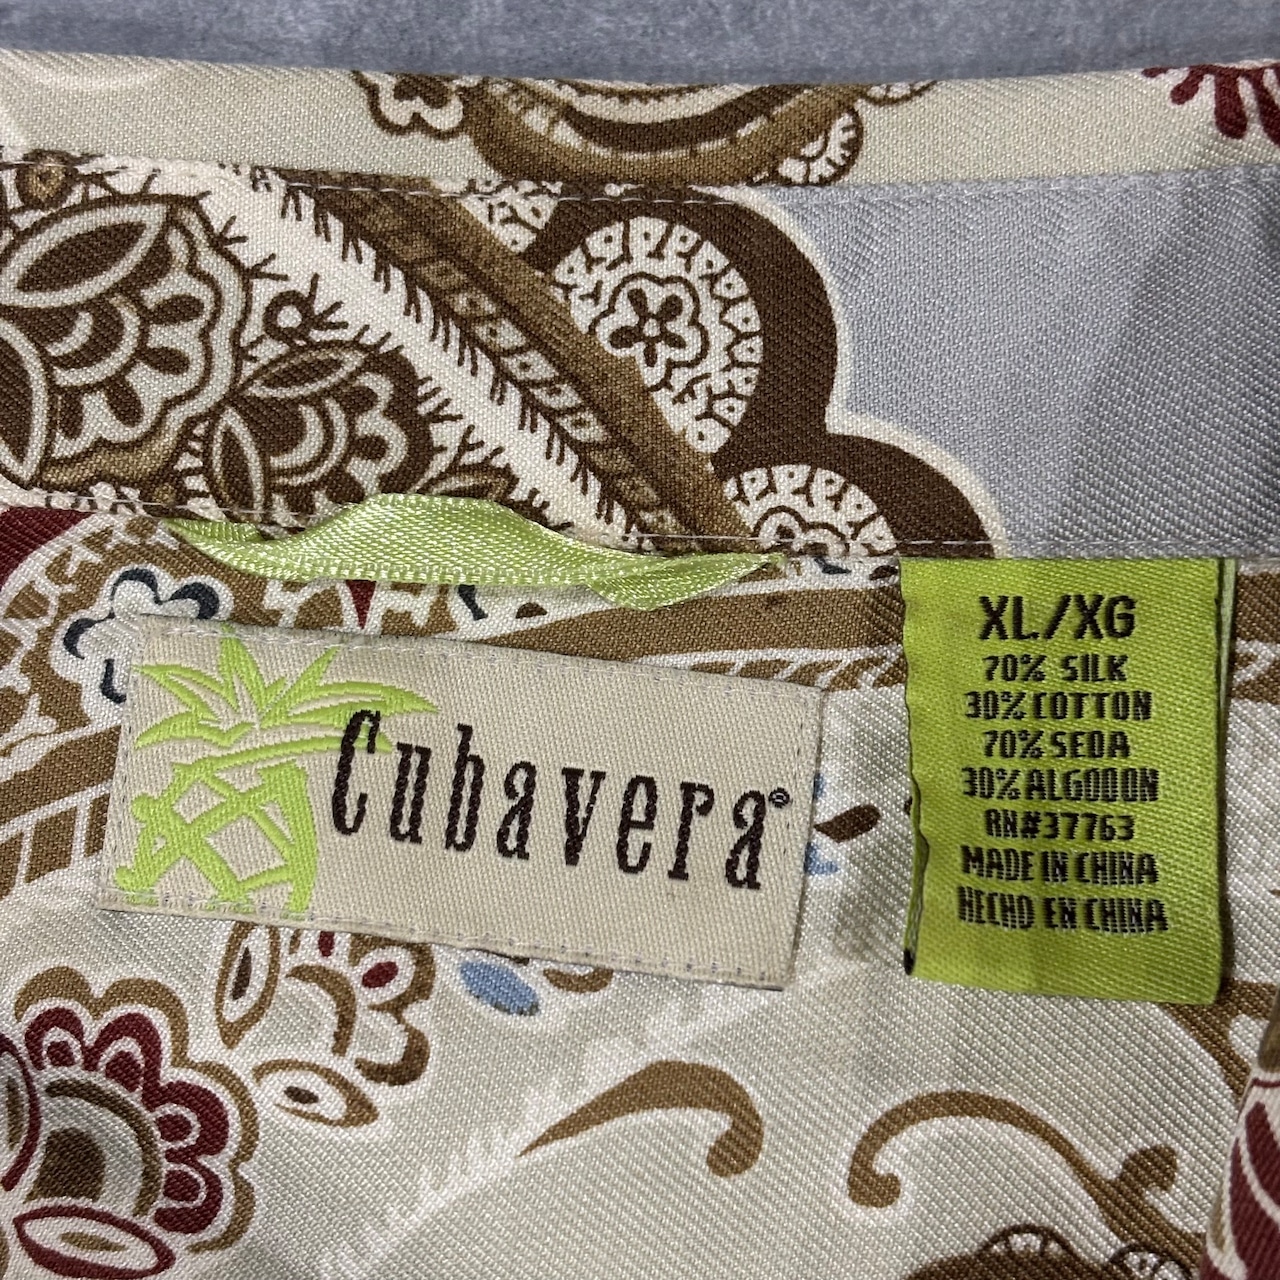 Cubavera®
XL/XG
70% SILK
30% COTTON
70% SEDA
30% ALGODON
RN#37763
MADE IN CHINA
HECHO EN CHINA